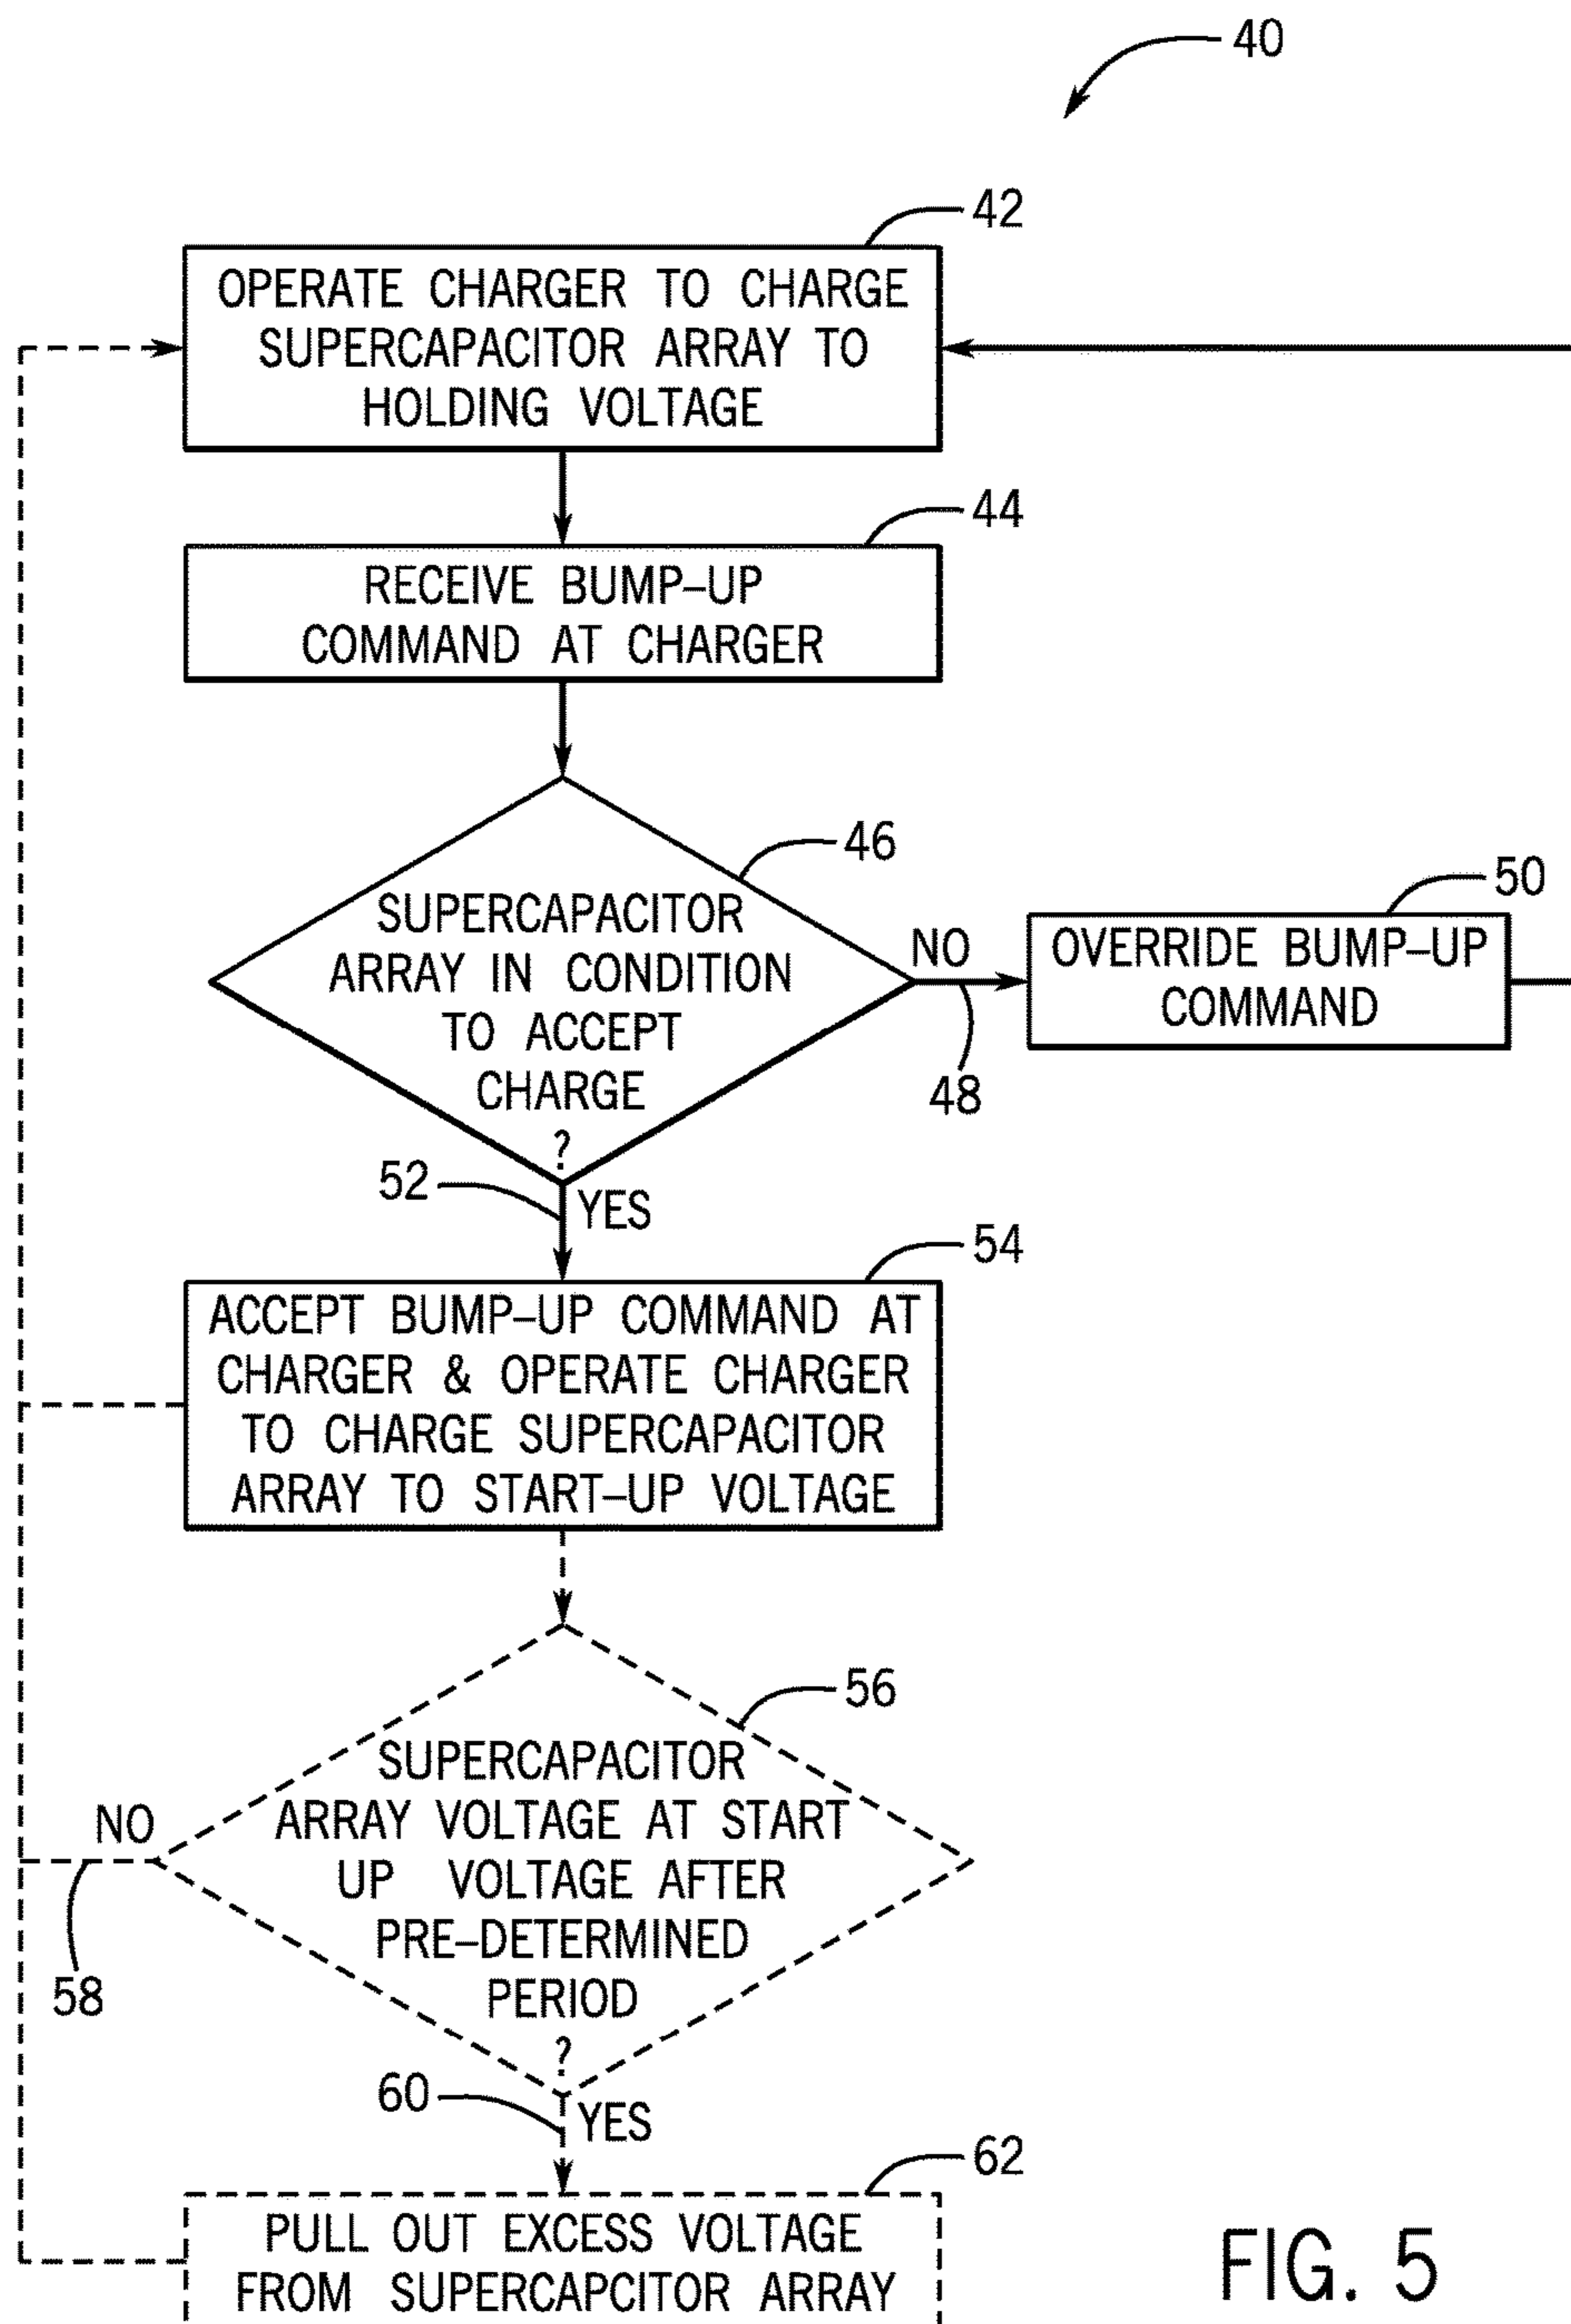 40
42
OPERATE CHARGER TO CHARGE
SUPERCAPACITOR ARRAY TO
HOLDING VOLTAGE
44
RECEIVE BUMP–UP
COMMAND AT CHARGER
46
SUPERCAPACITOR
ARRAY IN CONDITION
TO ACCEPT
CHARGE
?
NO
48
50
OVERRIDE BUMP–UP
COMMAND
52
YES
54
ACCEPT BUMP–UP COMMAND AT
CHARGER & OPERATE CHARGER
TO CHARGE SUPERCAPACITOR
ARRAY TO START–UP VOLTAGE
56
SUPERCAPACITOR
ARRAY VOLTAGE AT START
UP VOLTAGE AFTER
PRE–DETERMINED
PERIOD
?
NO
58
60
YES
62
PULL OUT EXCESS VOLTAGE
FROM SUPERCAPCITOR ARRAY
FIG. 5